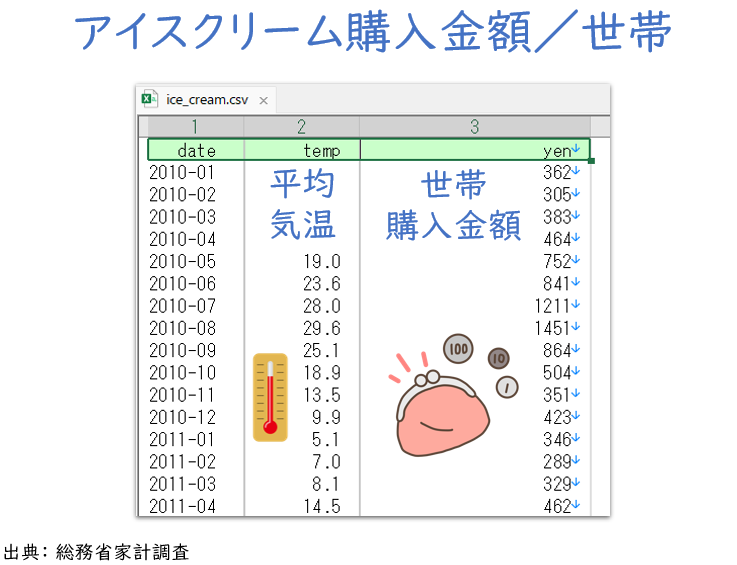 アイスクリーム購入金額／世帯
ice_cream.csv ×
1 2 3
date temp yen↓
2010-01 362↓
2010-02 305↓
2010-03 383↓
2010-04 464↓
平均
気温
世帯
購入金額
2010-05 19.0 752↓
2010-06 23.6 841↓
2010-07 28.0 1211↓
2010-08 29.6 1451↓
2010-09 25.1 864↓
2010-10 18.9 504↓
2010-11 13.5 351↓
2010-12 9.9 423↓
2011-01 5.1 346↓
2011-02 7.0 289↓
2011-03 8.1 329↓
2011-04 14.5 462↓
100
10
1
出典：総務省家計調査